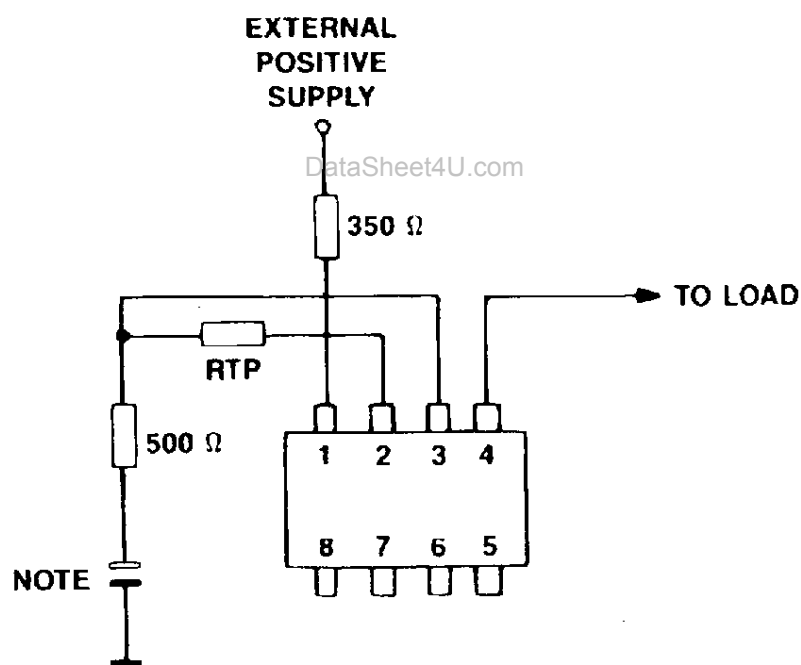 EXTERNAL
POSITIVE
SUPPLY
DataSheet4U.com
350 Ω
TO LOAD
RTP
500 Ω
1 2 3 4
8 7 6 5
NOTE